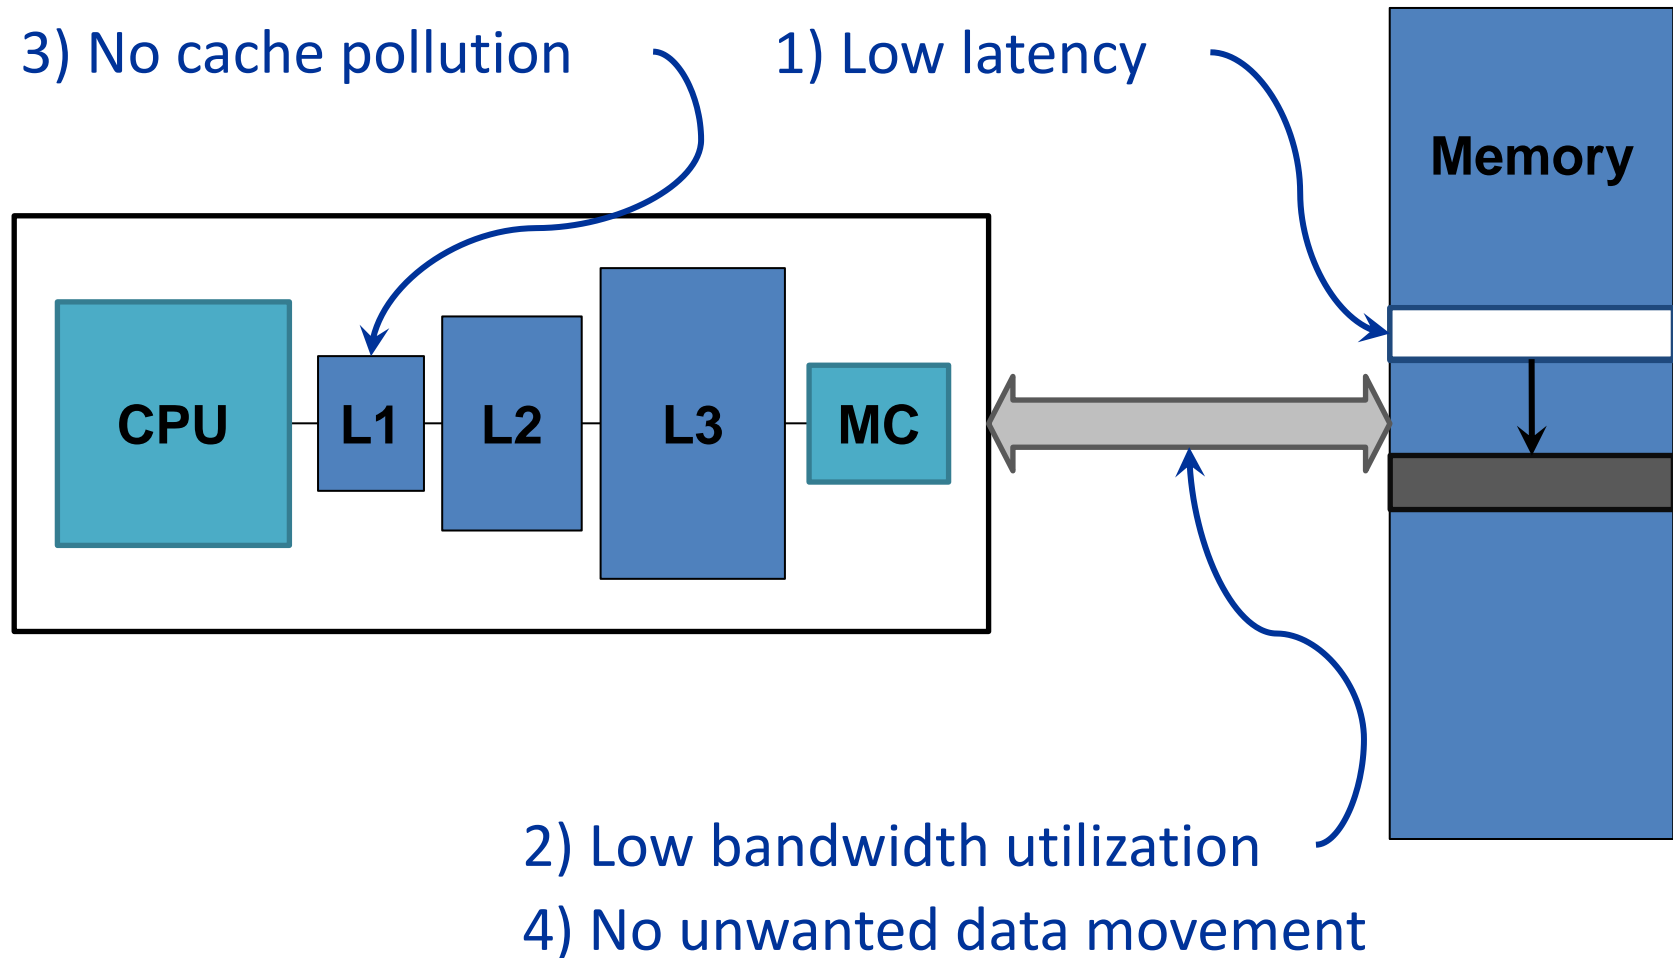 3) No cache pollution
1) Low latency
Memory
CPU
L1
L2
L3
MC
2) Low bandwidth utilization
4) No unwanted data movement